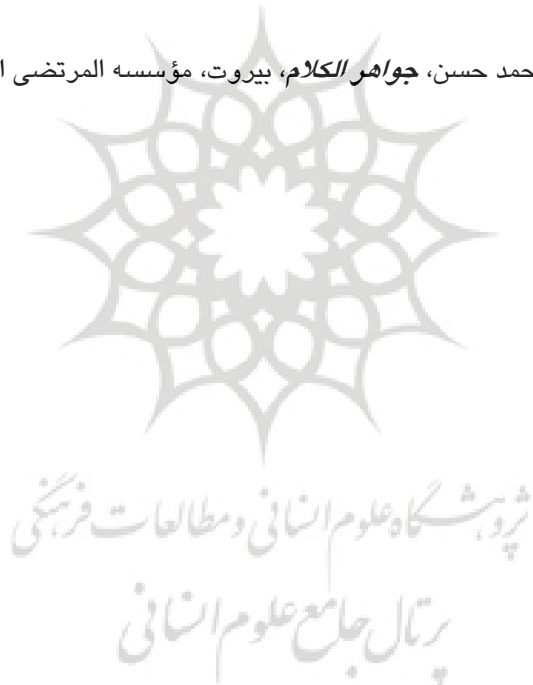 حمد حسن، جواهر الکلام، بیروت، مؤسسه المرتضی ا
پژوهشگاه علوم انسانی و مطالعات فرهنگی
پرتال جامع علوم انسانی